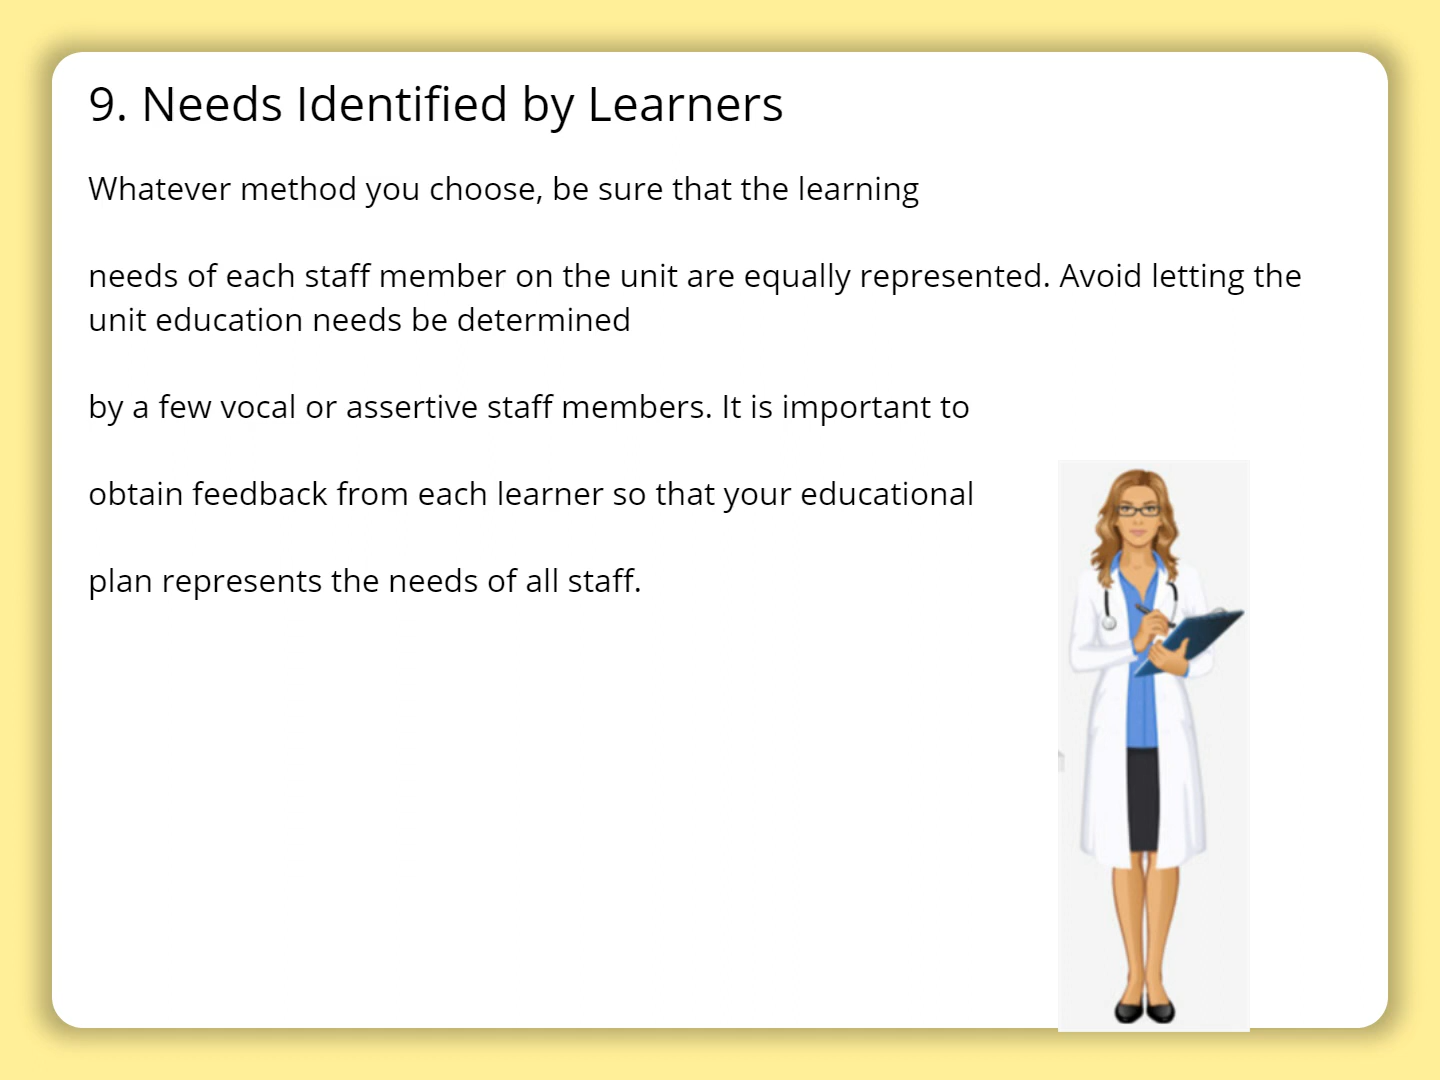 9. Needs Identified by Learners
Whatever method you choose, be sure that the learning
needs of each staff member on the unit are equally represented. Avoid letting the
unit education needs be determined
by a few vocal or assertive staff members. It is important to
obtain feedback from each learner so that your educational
plan represents the needs of all staff.